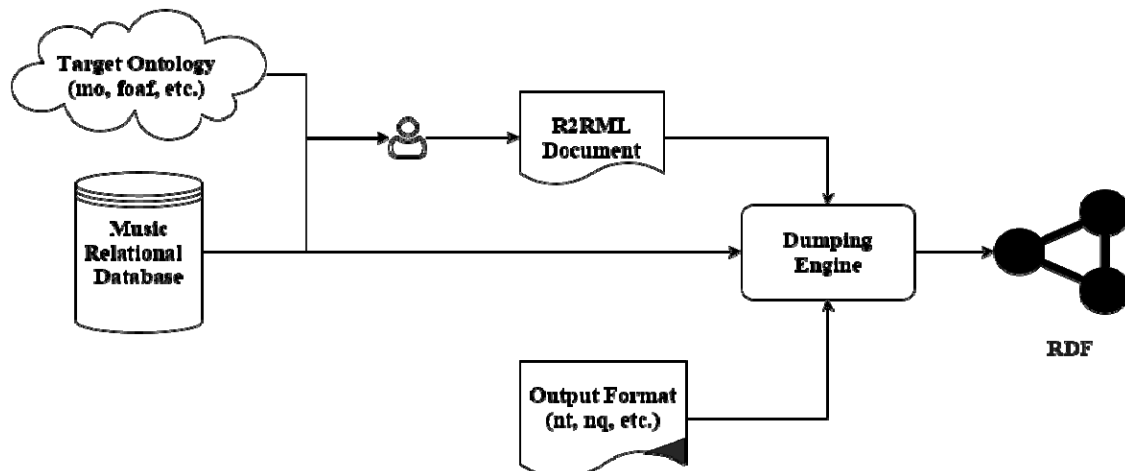 Target Ontology
(mo, foaf, etc.)
R2RML
Document
Music
Relational
Database
Dumping
Engine
RDF
Output Format
(nt, nq, etc.)